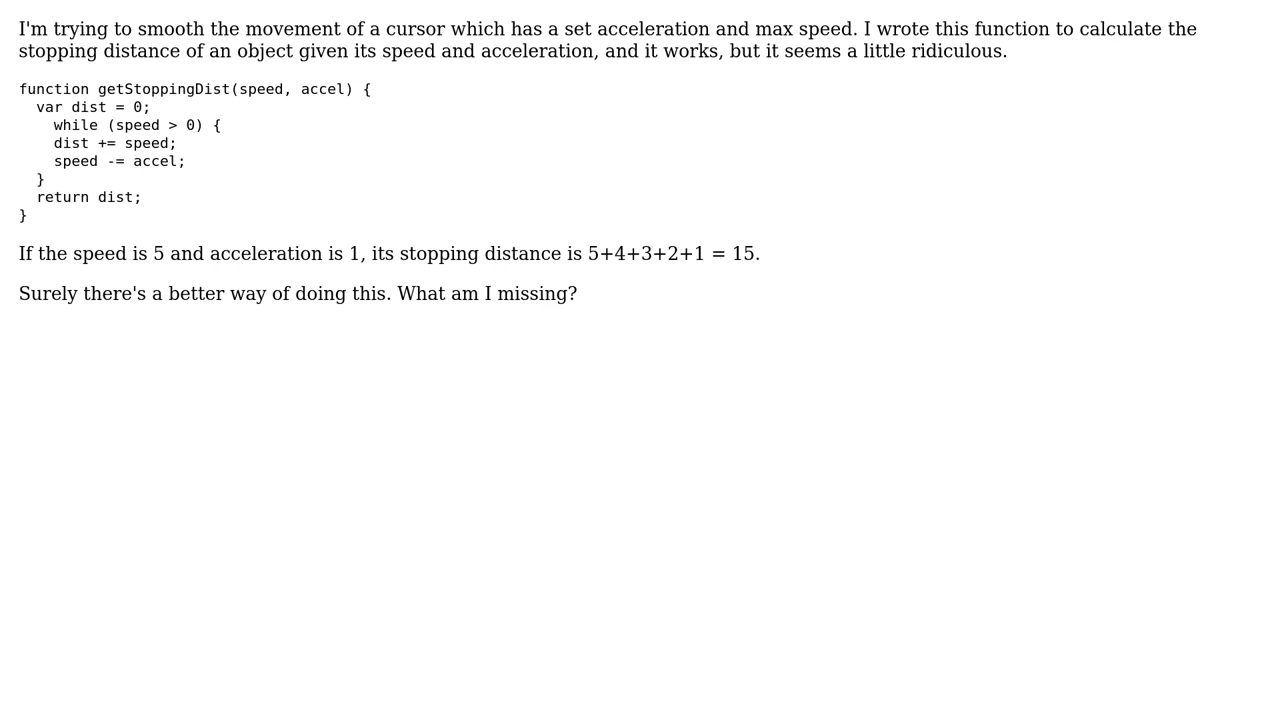 I'm trying to smooth the movement of a cursor which has a set acceleration and max speed. I wrote this function to calculate the
stopping distance of an object given its speed and acceleration, and it works, but it seems a little ridiculous.
function getStoppingDist(speed, accel) {
  var dist = 0;
    while (speed > 0) {
    dist += speed;
    speed -= accel;
  }
  return dist;
}
If the speed is 5 and acceleration is 1, its stopping distance is 5+4+3+2+1 = 15.
Surely there's a better way of doing this. What am I missing?